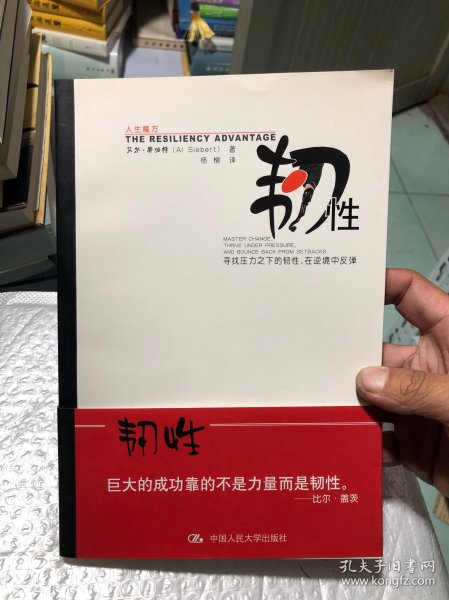 人生魔方
THE RESILIENCY ADVANTAGE
艾尔·斯伯特 (Al Siebert) 著
杨 柳 译
韧性
MASTER CHANGE,
THRIVE UNDER PRESSURE,
AND BOUNCE BACK FROM SETBACKS
寻找压力之下的韧性,在逆境中反弹
韧性
巨大的成功靠的不是力量而是韧性。
——比尔·盖茨
中国人民大学出版社
孔夫子旧书网
www.kongfz.com